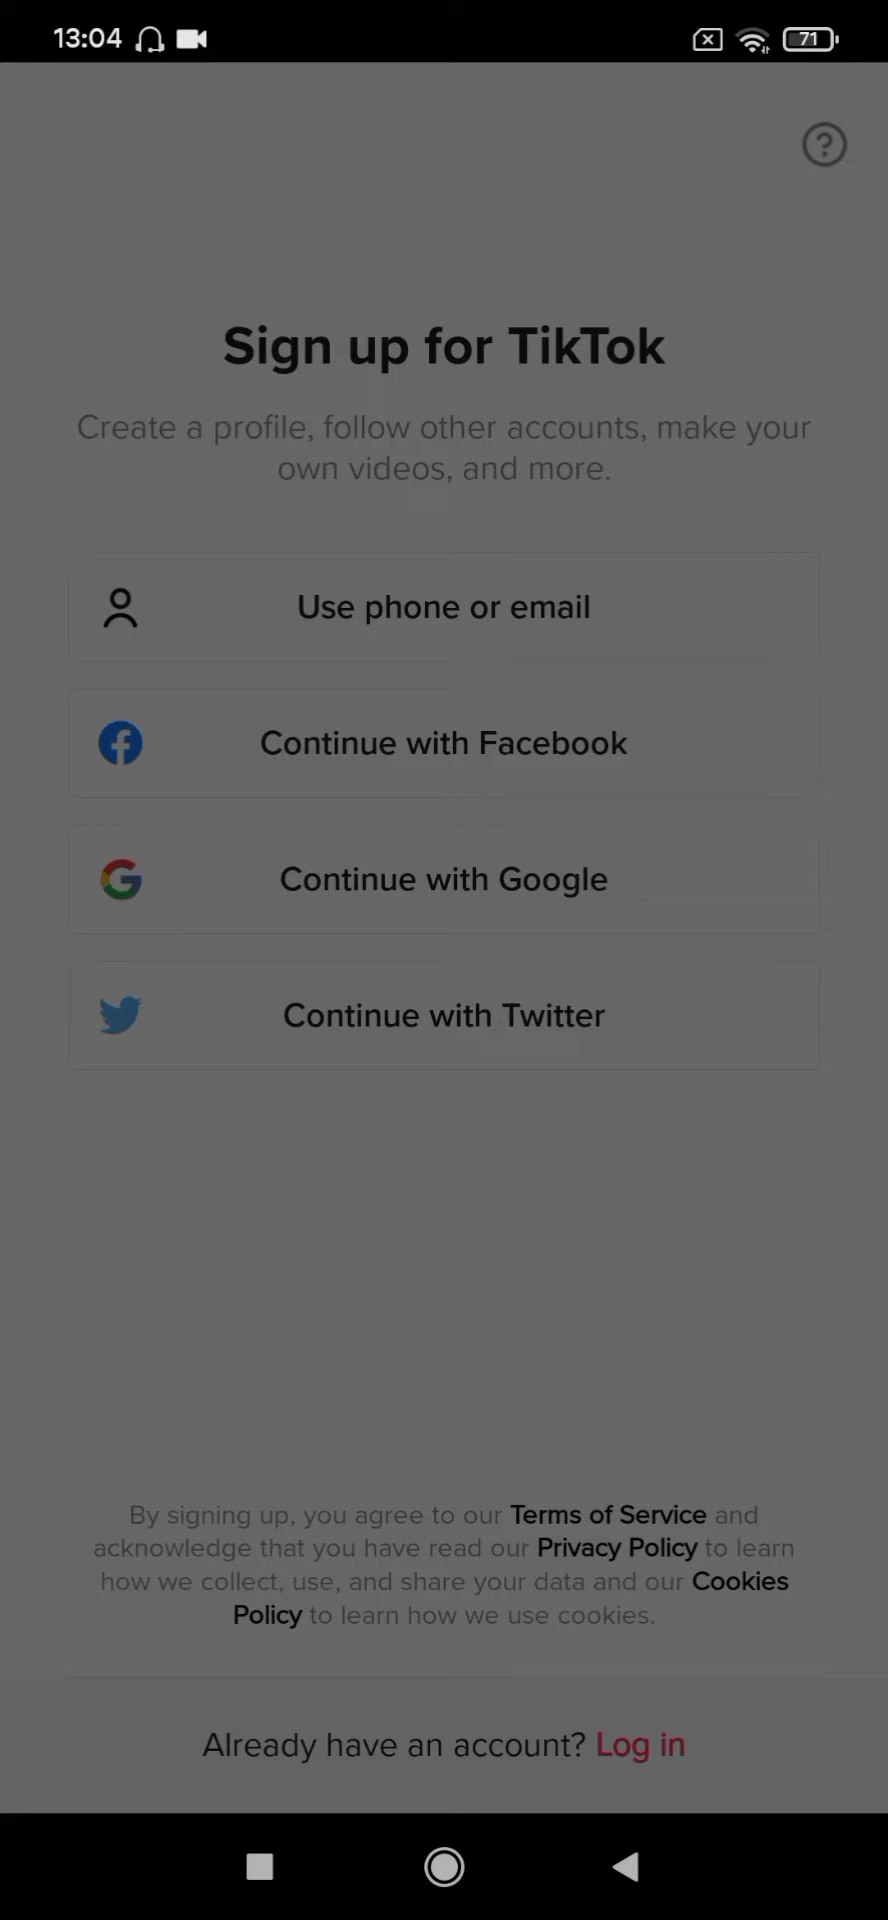 13:04
71
Sign up for TikTok
Create a profile, follow other accounts, make your
own videos, and more.
Use phone or email
Continue with Facebook
Continue with Google
Continue with Twitter
By signing up, you agree to our Terms of Service and
acknowledge that you have read our Privacy Policy to learn
how we collect, use, and share your data and our Cookies
Policy to learn how we use cookies.
Already have an account? Log in